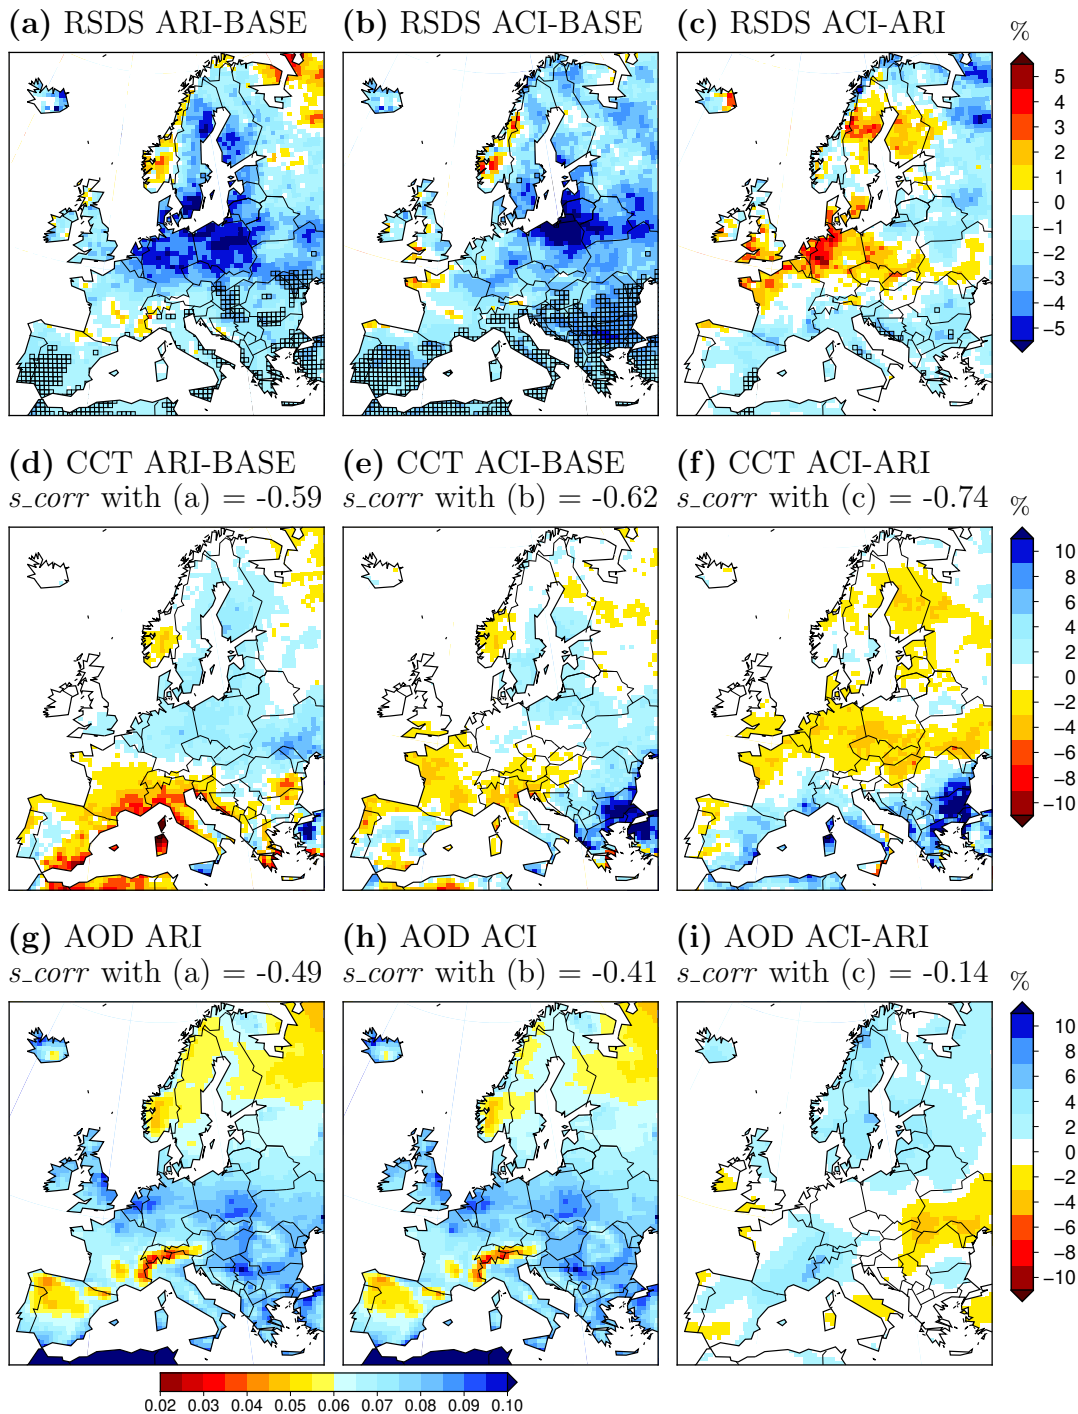 (a) RSDS ARI-BASE
(b) RSDS ACI-BASE
(c) RSDS ACI-ARI
%
5
4
3
2
1
0
−1
−2
−3
−4
−5
(d) CCT ARI-BASE
s_corr with (a) = -0.59
(e) CCT ACI-BASE
s_corr with (b) = -0.62
(f) CCT ACI-ARI
s_corr with (c) = -0.74
%
10
8
6
4
2
0
−2
−4
−6
−8
−10
(g) AOD ARI
s_corr with (a) = -0.49
(h) AOD ACI
s_corr with (b) = -0.41
(i) AOD ACI-ARI
s_corr with (c) = -0.14
%
10
8
6
4
2
0
−2
−4
−6
−8
−10
0.02 0.03 0.04 0.05 0.06 0.07 0.08 0.09 0.10